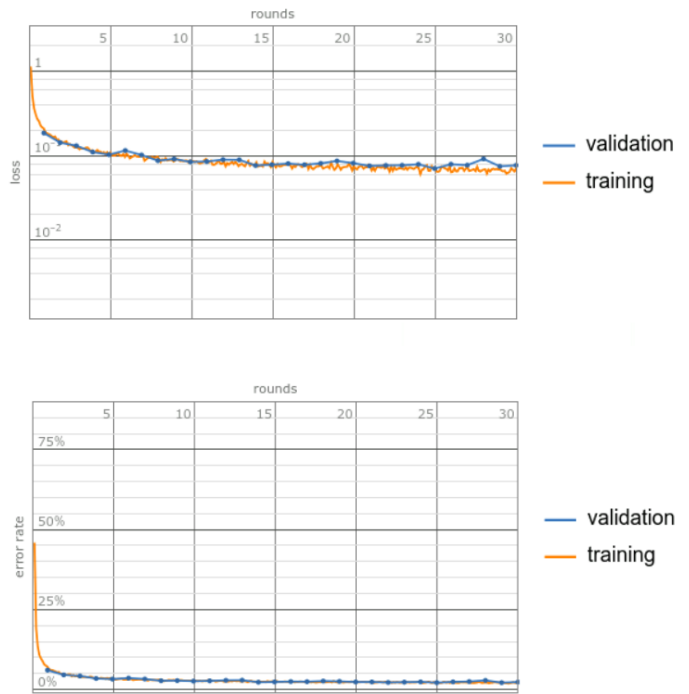 rounds
5 10 15 20 25 30
1
10⁻
10⁻²
loss
validation
training
rounds
5 10 15 20 25 30
75%
50%
25%
0%
error rate
validation
training